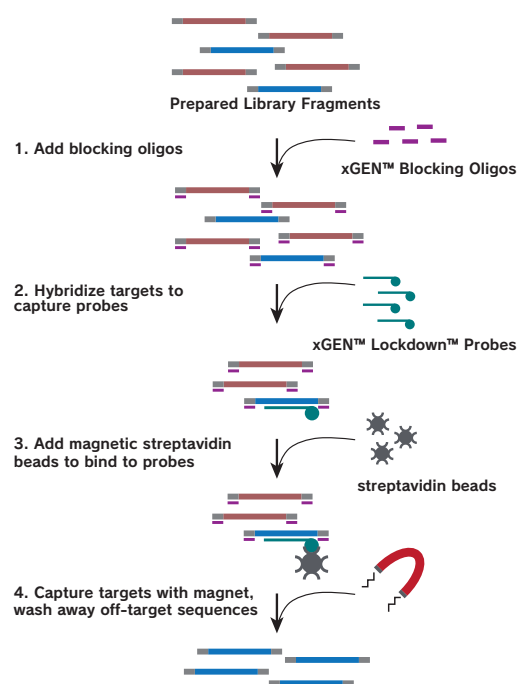 Prepared Library Fragments
1. Add blocking oligos
xGEN™ Blocking Oligos
2. Hybridize targets to
capture probes
xGEN™ Lockdown™ Probes
3. Add magnetic streptavidin
beads to bind to probes
streptavidin beads
4. Capture targets with magnet,
wash away off-target sequences